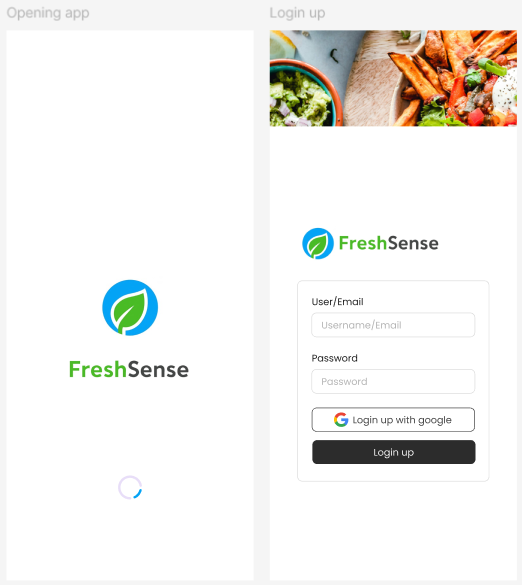 Opening app
Login up
FreshSense
FreshSense
User/Email
Username/Email
Password
Password
Login up with google
Login up